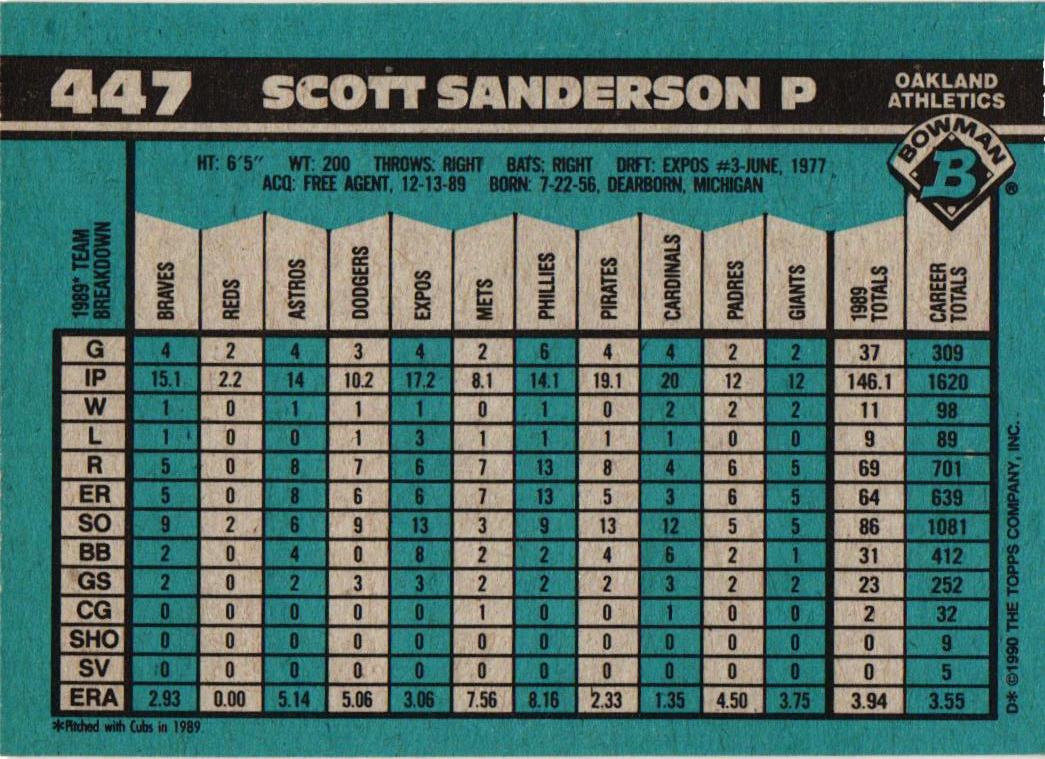 447 SCOTT SANDERSON P OAKLAND ATHLETICS
BOWMAN B ®
HT: 6'5" WT: 200 THROWS: RIGHT BATS: RIGHT DRFT: EXPOS #3-JUNE, 1977
ACQ: FREE AGENT, 12-13-89 BORN: 7-22-56, DEARBORN, MICHIGAN
1989* TEAM BREAKDOWN BRAVES REDS ASTROS DODGERS EXPOS METS PHILLIES PIRATES CARDINALS PADRES GIANTS 1989 TOTALS CAREER TOTALS
G 4 2 4 3 4 2 6 4 4 2 2 37 309
IP 15.1 2.2 14 10.2 17.2 8.1 14.1 19.1 20 12 12 146.1 1620
W 1 0 1 1 1 0 1 0 2 2 2 11 98
L 1 0 0 1 3 1 1 1 1 0 0 9 89
R 5 0 8 7 6 7 13 8 4 6 5 69 701
ER 5 0 8 6 6 7 13 5 3 6 5 64 639
SO 9 2 6 9 13 3 9 13 12 5 5 86 1081
BB 2 0 4 0 8 2 2 4 6 2 1 31 412
GS 2 0 2 3 3 2 2 2 3 2 2 23 252
CG 0 0 0 0 0 1 0 0 1 0 0 2 32
SHO 0 0 0 0 0 0 0 0 0 0 0 0 9
SV 0 0 0 0 0 0 0 0 0 0 0 0 5
ERA 2.93 0.00 5.14 5.06 3.06 7.56 8.16 2.33 1.35 4.50 3.75 3.94 3.55
*Pitched with Cubs in 1989
D* ©1990 THE TOPPS COMPANY, INC.